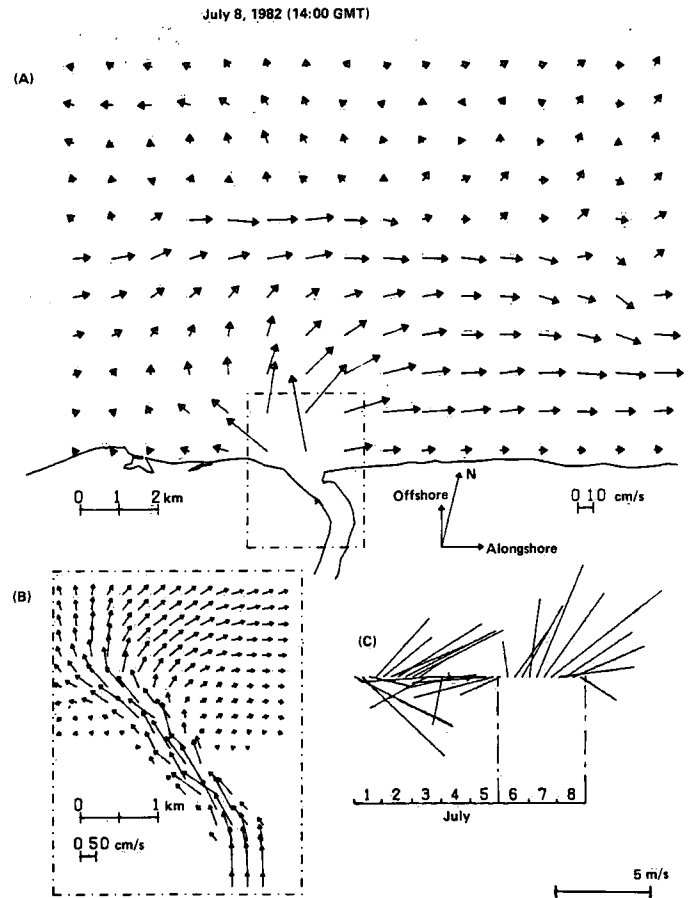 July 8, 1982 (14:00 GMT)
(A)
0 1 2 km
Offshore
N
Alongshore
0 10 cm/s
(B)
0 1 km
0 50 cm/s
(C)
1 2 3 4 5 6 7 8
July
5 m/s